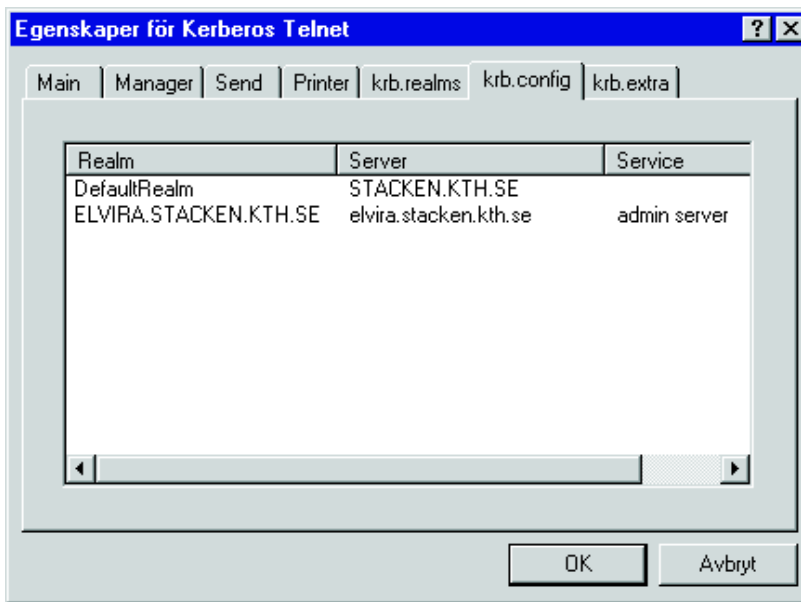 Egenskaper för Kerberos Telnet
Main Manager Send Printer krb.realms krb.config krb.extra
Realm Server Service
DefaultRealm STACKEN.KTH.SE
ELVIRA.STACKEN.KTH.SE elvira.stacken.kth.se admin server
OK Avbryt